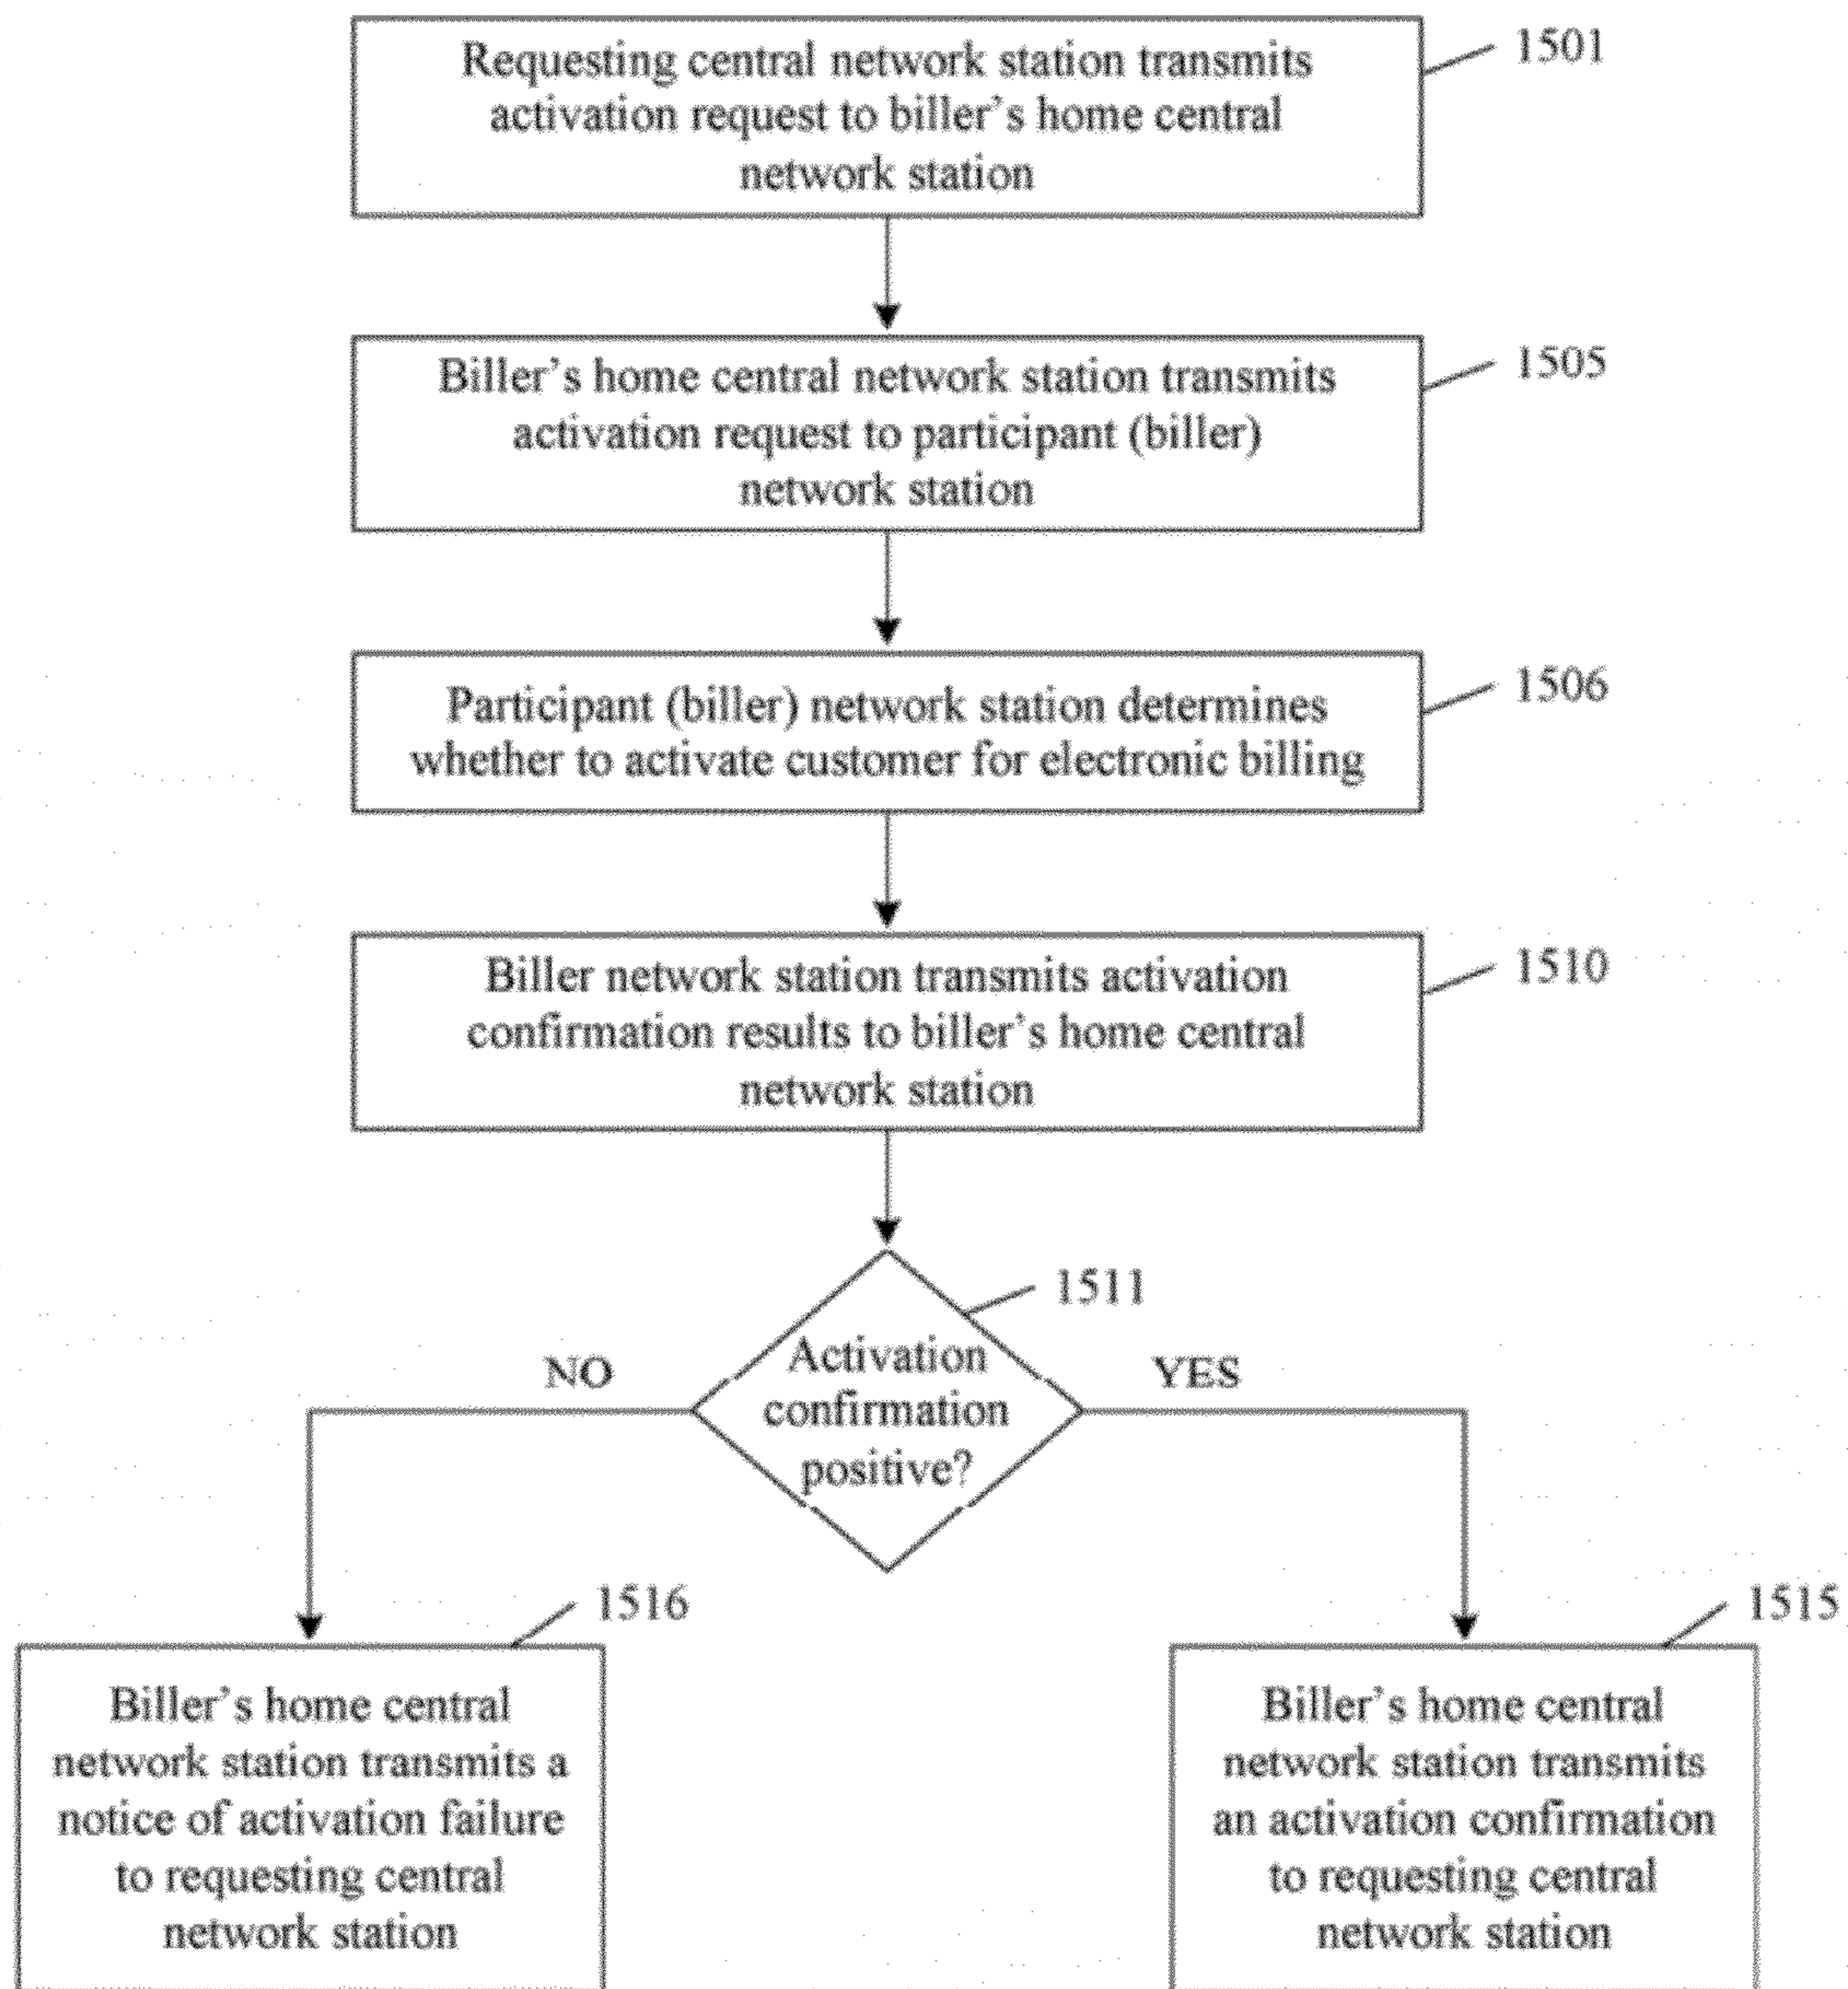 Requesting central network station transmits
activation request to biller's home central
network station
1501
Biller's home central network station transmits
activation request to participant (biller)
network station
1505
Participant (biller) network station determines
whether to activate customer for electronic billing
1506
Biller network station transmits activation
confirmation results to biller's home central
network station
1510
1511
Activation
confirmation
positive?
NO
YES
1516
Biller's home central
network station transmits a
notice of activation failure
to requesting central
network station
1515
Biller's home central
network station transmits
an activation confirmation
to requesting central
network station